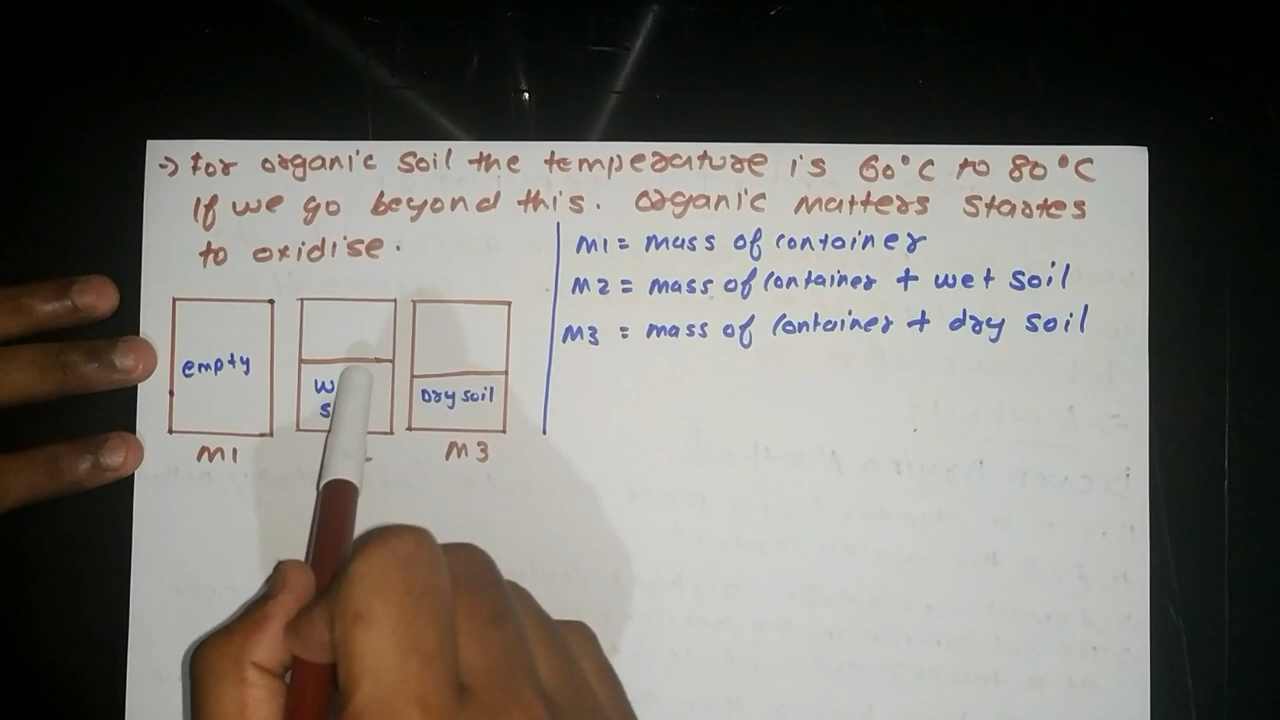 → For organic soil the temperature is 60°C to 80°C
If we go beyond this. organic matters startes
to oxidise.
M1 = mass of container
M2 = mass of container + wet soil
M3 = mass of container + dry soil
empty
Dry soil
M1
M3